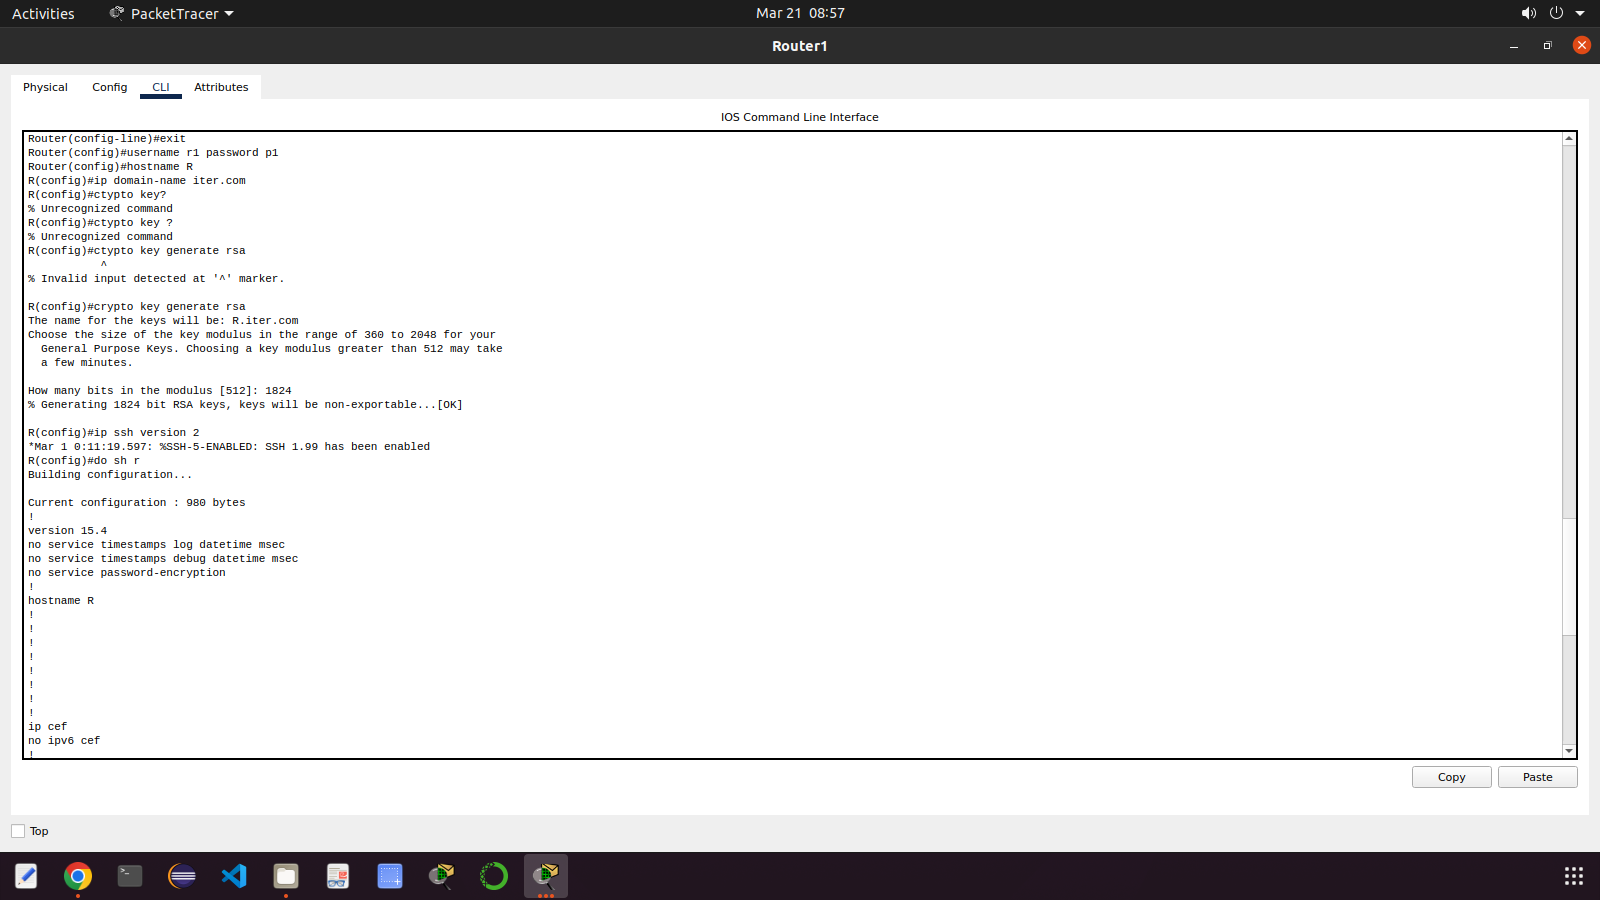 Activities PacketTracer Mar 21 08:57
Router1
Physical Config CLI Attributes
IOS Command Line Interface
Router(config-line)#exit
Router(config)#username r1 password p1
Router(config)#hostname R
R(config)#ip domain-name iter.com
R(config)#ctypto key?
% Unrecognized command
R(config)#ctypto key ?
% Unrecognized command
R(config)#ctypto key generate rsa
^
% Invalid input detected at '^' marker.
R(config)#crypto key generate rsa
The name for the keys will be: R.iter.com
Choose the size of the key modulus in the range of 360 to 2048 for your
General Purpose Keys. Choosing a key modulus greater than 512 may take
a few minutes.
How many bits in the modulus [512]: 1824
% Generating 1824 bit RSA keys, keys will be non-exportable...[OK]
R(config)#ip ssh version 2
*Mar 1 0:11:19.597: %SSH-5-ENABLED: SSH 1.99 has been enabled
R(config)#do sh r
Building configuration...
Current configuration : 980 bytes
!
version 15.4
no service timestamps log datetime msec
no service timestamps debug datetime msec
no service password-encryption
!
hostname R
!
!
!
!
!
!
!
!
ip cef
no ipv6 cef
!
Copy Paste
Top